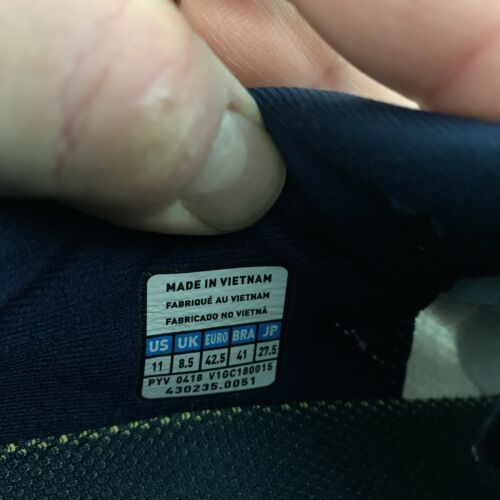 MADE IN VIETNAM
FABRIQUÉ AU VIETNAM
FABRICADO NO VIETNÃ
US UK EURO BRA JP
11 8.5 42.5 41 27.5
PYV 0418 V1GC180015
430235.0051